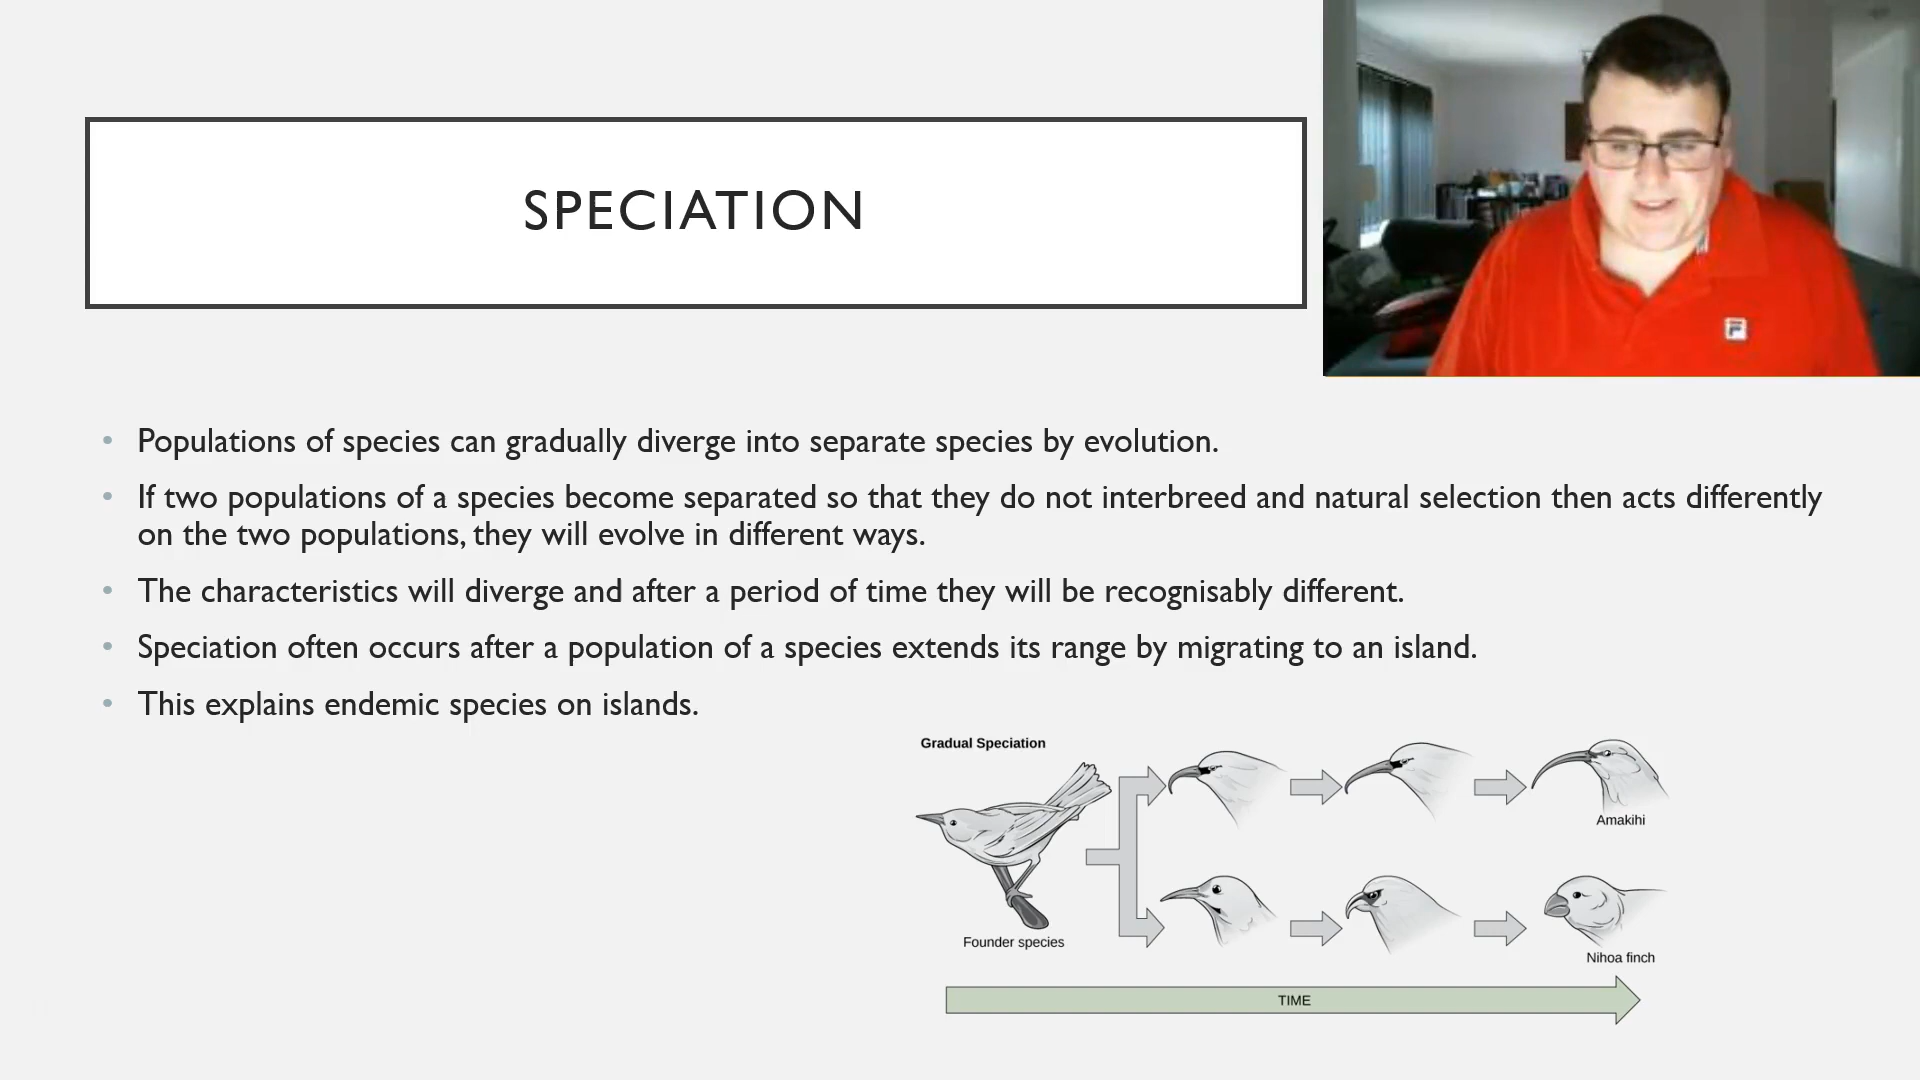 SPECIATION
• Populations of species can gradually diverge into separate species by evolution.
• If two populations of a species become separated so that they do not interbreed and natural selection then acts differently
on the two populations, they will evolve in different ways.
• The characteristics will diverge and after a period of time they will be recognisably different.
• Speciation often occurs after a population of a species extends its range by migrating to an island.
• This explains endemic species on islands.
Gradual Speciation
Amakihi
Founder species
Nihoa finch
TIME